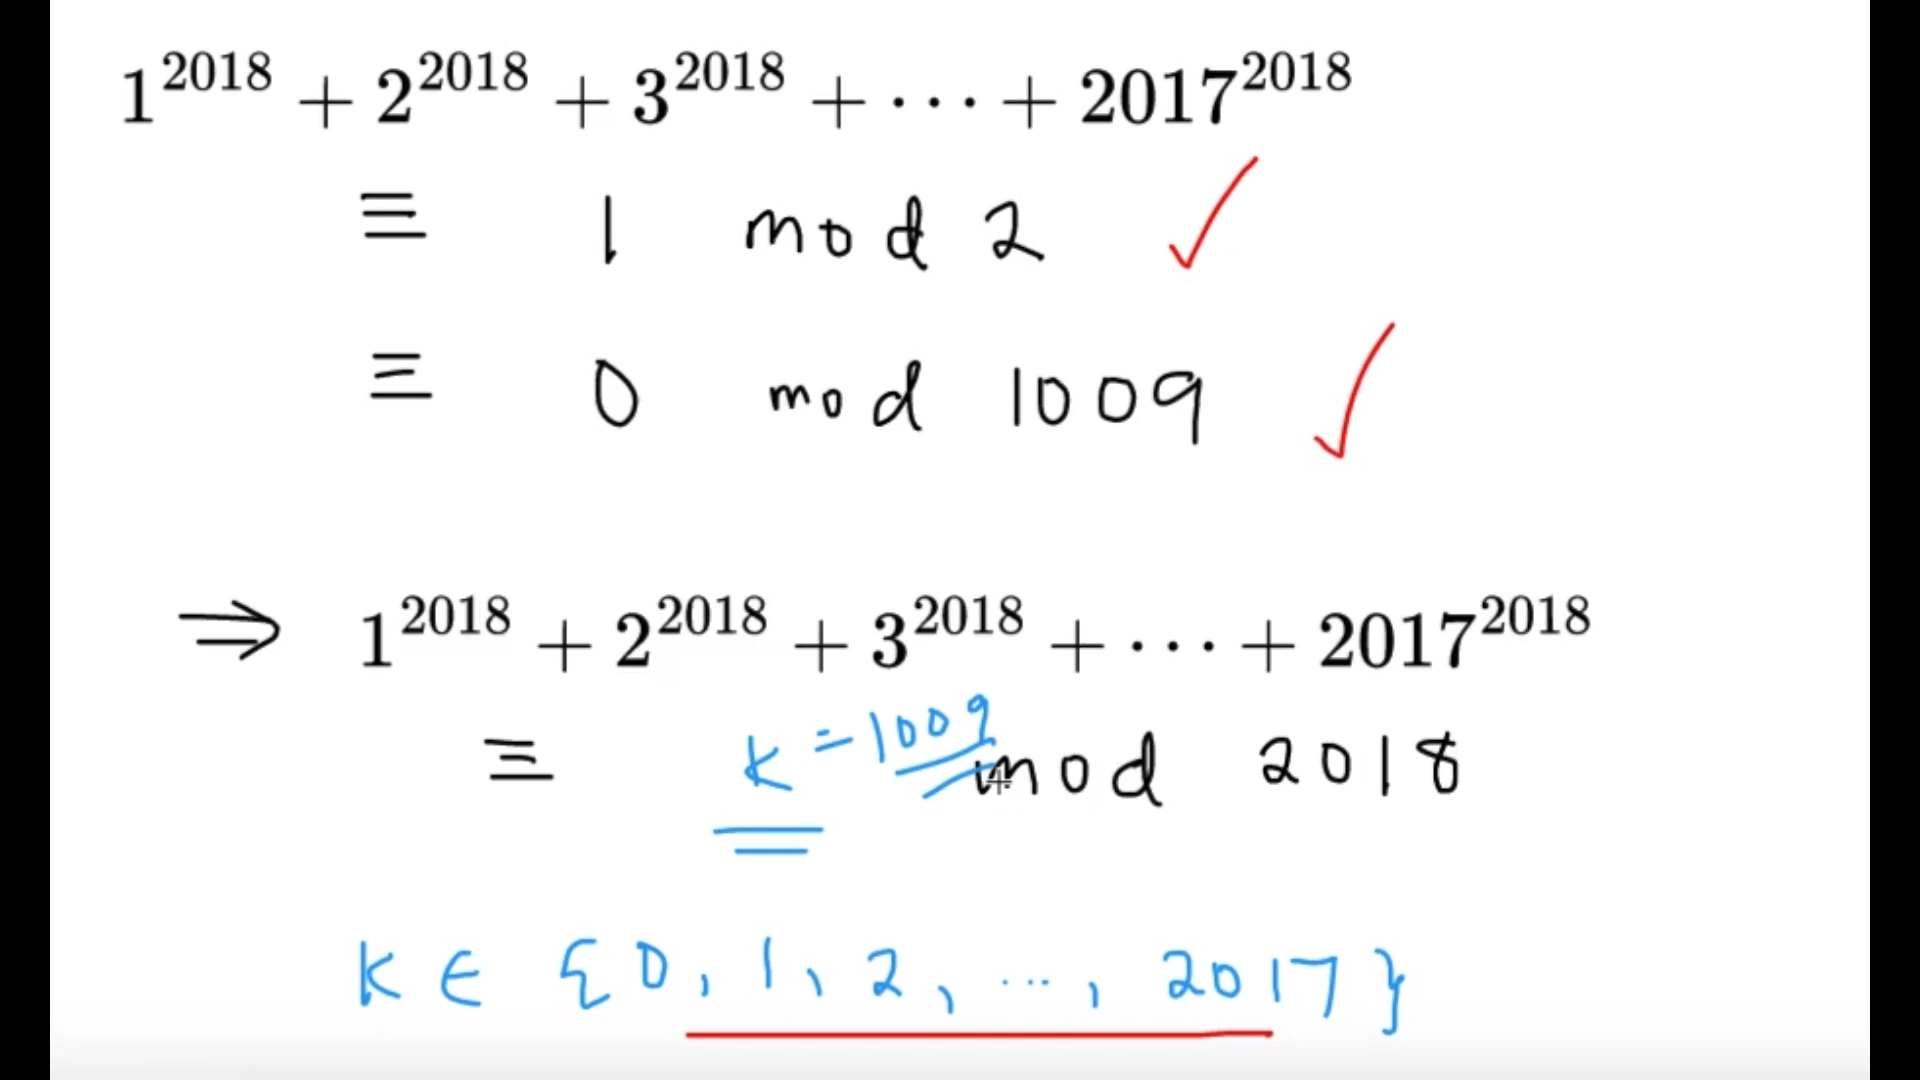 1^2018 + 2^2018 + 3^2018 + ··· + 2017^2018
≡ 1 mod 2 ✓
≡ 0 mod 1009 ✓
⇒ 1^2018 + 2^2018 + 3^2018 + ··· + 2017^2018
≡ K = 1009 mod 2018
K ∈ {0, 1, 2, ..., 2017}